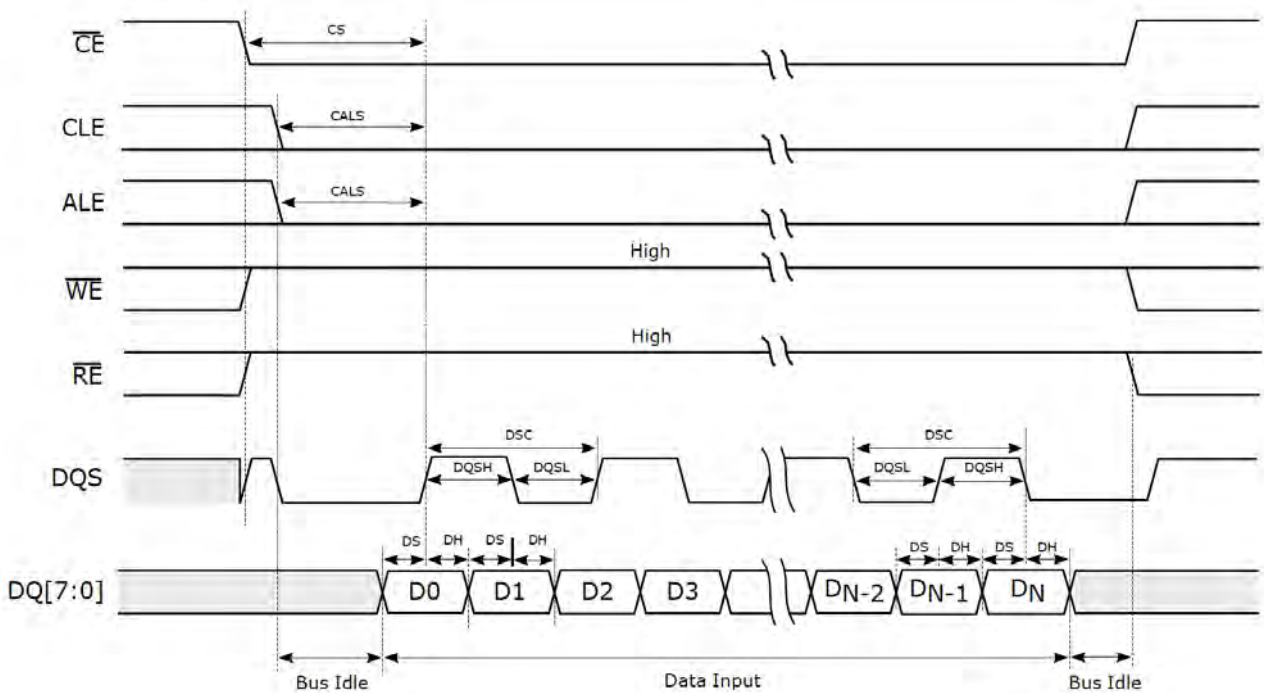 CE CS
CLE CALS
ALE CALS
High
WE
High
RE
DSC DSC
DQS DQSH DQSL DQSL DQSH
DS DH DS DH DS DH DS DH
DQ[7:0] D0 D1 D2 D3 DN-2 DN-1 DN
Bus Idle Data Input Bus Idle